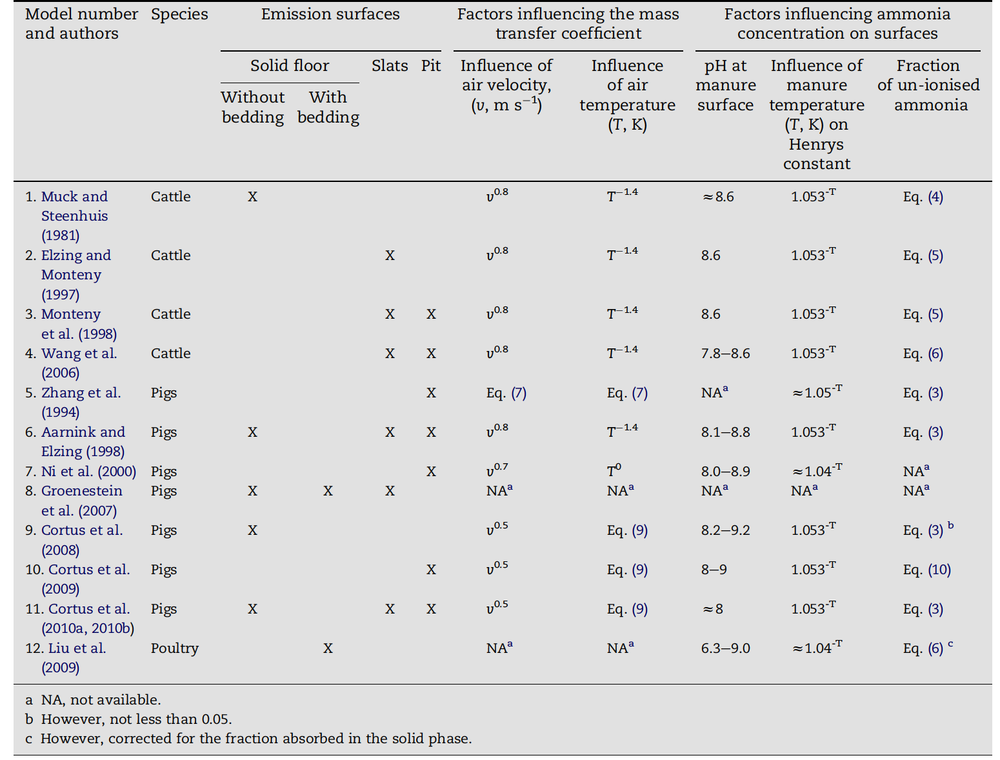 Model number Species Emission surfaces Factors influencing the mass Factors influencing ammonia
and authors transfer coefficient concentration on surfaces
Solid floor Slats Pit Influence of Influence pH at Influence of Fraction
air velocity, of air manure manure of un-ionised
Without With (υ, m s⁻¹) temperature surface temperature ammonia
bedding bedding (T, K) (T, K) on
Henrys
constant
1. Muck and Cattle X υ^0.8 T^−1.4 ≈8.6 1.053^-T Eq. (4)
Steenhuis
(1981)
2. Elzing and Cattle X υ^0.8 T^−1.4 8.6 1.053^-T Eq. (5)
Monteny
(1997)
3. Monteny Cattle X X υ^0.8 T^−1.4 8.6 1.053^-T Eq. (5)
et al. (1998)
4. Wang et al. Cattle X X υ^0.8 T^−1.4 7.8–8.6 1.053^-T Eq. (6)
(2006)
5. Zhang et al. Pigs X Eq. (7) Eq. (7) NA^a ≈1.05^-T Eq. (3)
(1994)
6. Aarnink and Pigs X X X υ^0.8 T^−1.4 8.1–8.8 1.053^-T Eq. (3)
Elzing (1998)
7. Ni et al. (2000) Pigs X υ^0.7 T^0 8.0–8.9 ≈1.04^-T NA^a
8. Groenestein Pigs X X X NA^a NA^a NA^a NA^a NA^a
et al. (2007)
9. Cortus et al. Pigs X υ^0.5 Eq. (9) 8.2–9.2 1.053^-T Eq. (3) ^b
(2008)
10. Cortus et al. Pigs X υ^0.5 Eq. (9) 8–9 1.053^-T Eq. (10)
(2009)
11. Cortus et al. Pigs X X X υ^0.5 Eq. (9) ≈8 1.053^-T Eq. (3)
(2010a, 2010b)
12. Liu et al. Poultry X NA^a NA^a 6.3–9.0 ≈1.04^-T Eq. (6) ^c
(2009)
a NA, not available.
b However, not less than 0.05.
c However, corrected for the fraction absorbed in the solid phase.